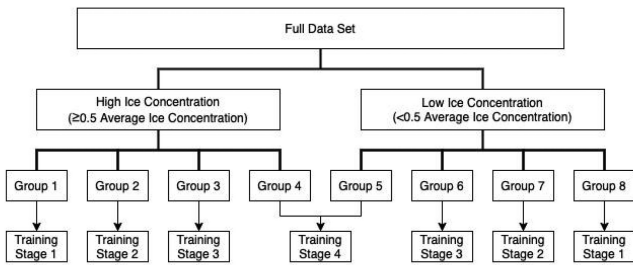 Full Data Set
High Ice Concentration
(≥0.5 Average Ice Concentration)
Low Ice Concentration
(<0.5 Average Ice Concentration)
Group 1
Group 2
Group 3
Group 4
Group 5
Group 6
Group 7
Group 8
Training
Stage 1
Training
Stage 2
Training
Stage 3
Training
Stage 4
Training
Stage 3
Training
Stage 2
Training
Stage 1